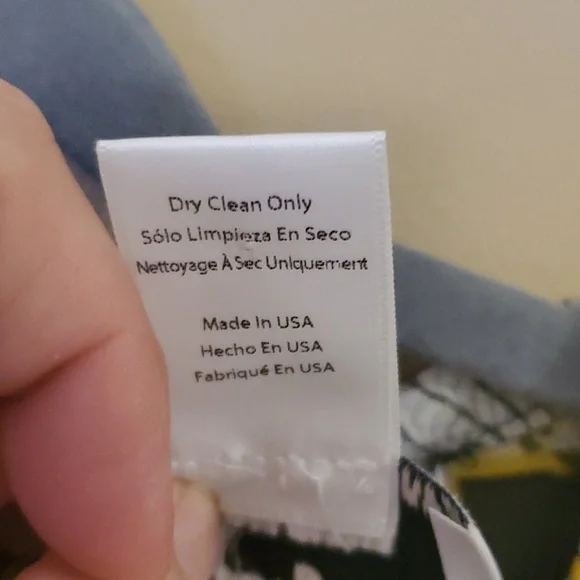 Dry Clean Only
Sólo Limpieza En Seco
Nettoyage À Sec Uniquement
Made In USA
Hecho En USA
Fabriqué En USA